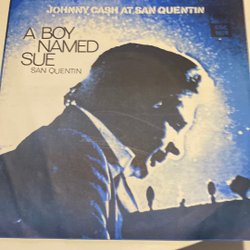 JOHNNY CASH AT SAN QUENTIN
A BOY
NAMED
SUE
SAN QUENTIN